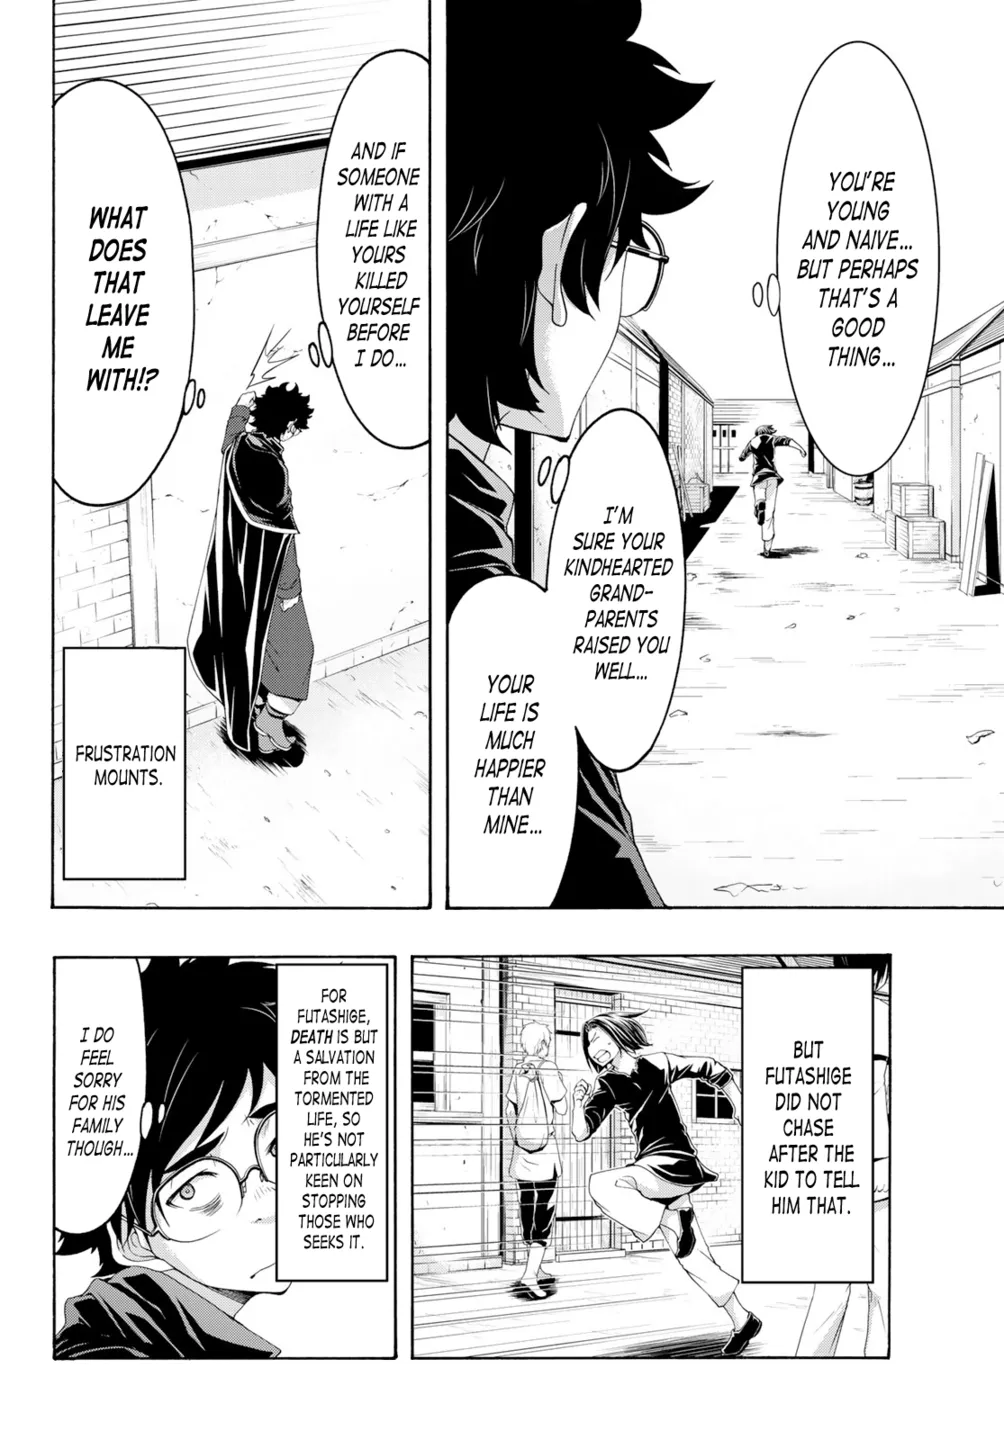 YOU'RE
YOUNG
AND NAIVE...
BUT PERHAPS
THAT'S A
GOOD
THING...
I'M
SURE YOUR
KINDHEARTED
GRAND-
PARENTS
RAISED YOU
WELL...
YOUR
LIFE IS
MUCH
HAPPIER
THAN
MINE...
AND IF
SOMEONE
WITH A
LIFE LIKE
YOURS
KILLED
YOURSELF
BEFORE
I DO...
WHAT
DOES
THAT
LEAVE
ME
WITH!?
FRUSTRATION
MOUNTS.
BUT
FUTASHIGE
DID NOT
CHASE
AFTER THE
KID TO TELL
HIM THAT.
FOR
FUTASHIGE,
DEATH IS BUT
A SALVATION
FROM THE
TORMENTED
LIFE, SO
HE'S NOT
PARTICULARLY
KEEN ON
STOPPING
THOSE WHO
SEEKS IT.
I DO
FEEL
SORRY
FOR HIS
FAMILY
THOUGH...